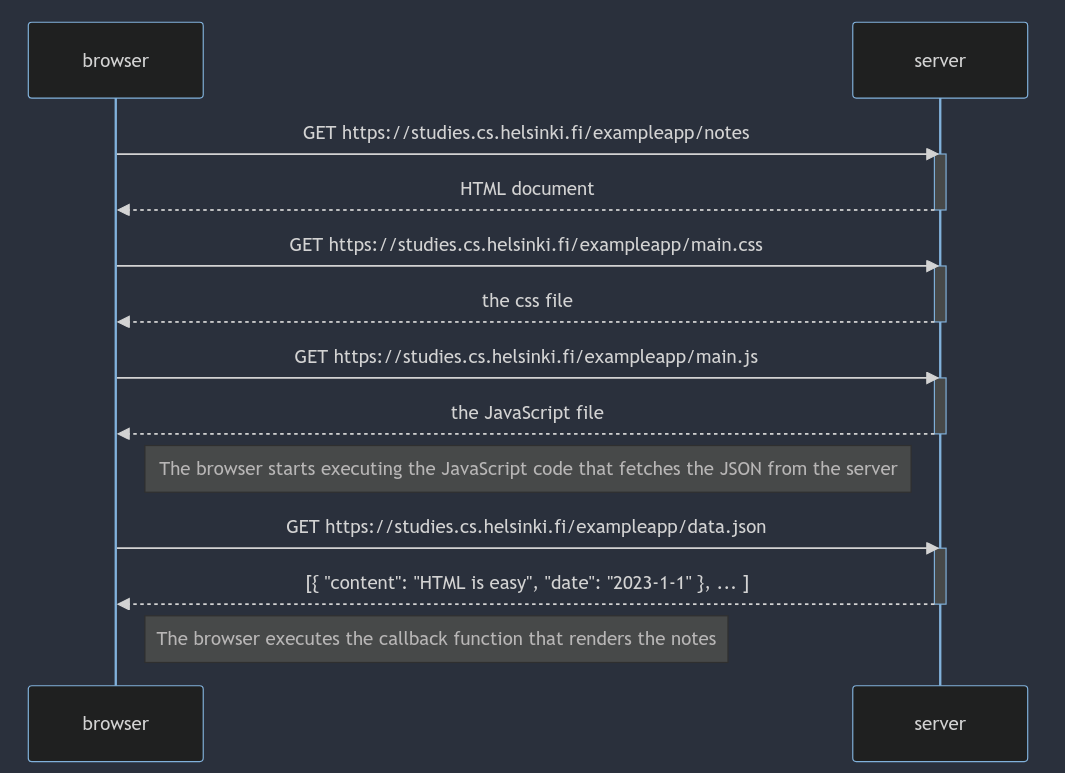 browser
server
GET https://studies.cs.helsinki.fi/exampleapp/notes
HTML document
GET https://studies.cs.helsinki.fi/exampleapp/main.css
the css file
GET https://studies.cs.helsinki.fi/exampleapp/main.js
the JavaScript file
The browser starts executing the JavaScript code that fetches the JSON from the server
GET https://studies.cs.helsinki.fi/exampleapp/data.json
[{ "content": "HTML is easy", "date": "2023-1-1" }, ... ]
The browser executes the callback function that renders the notes
browser
server